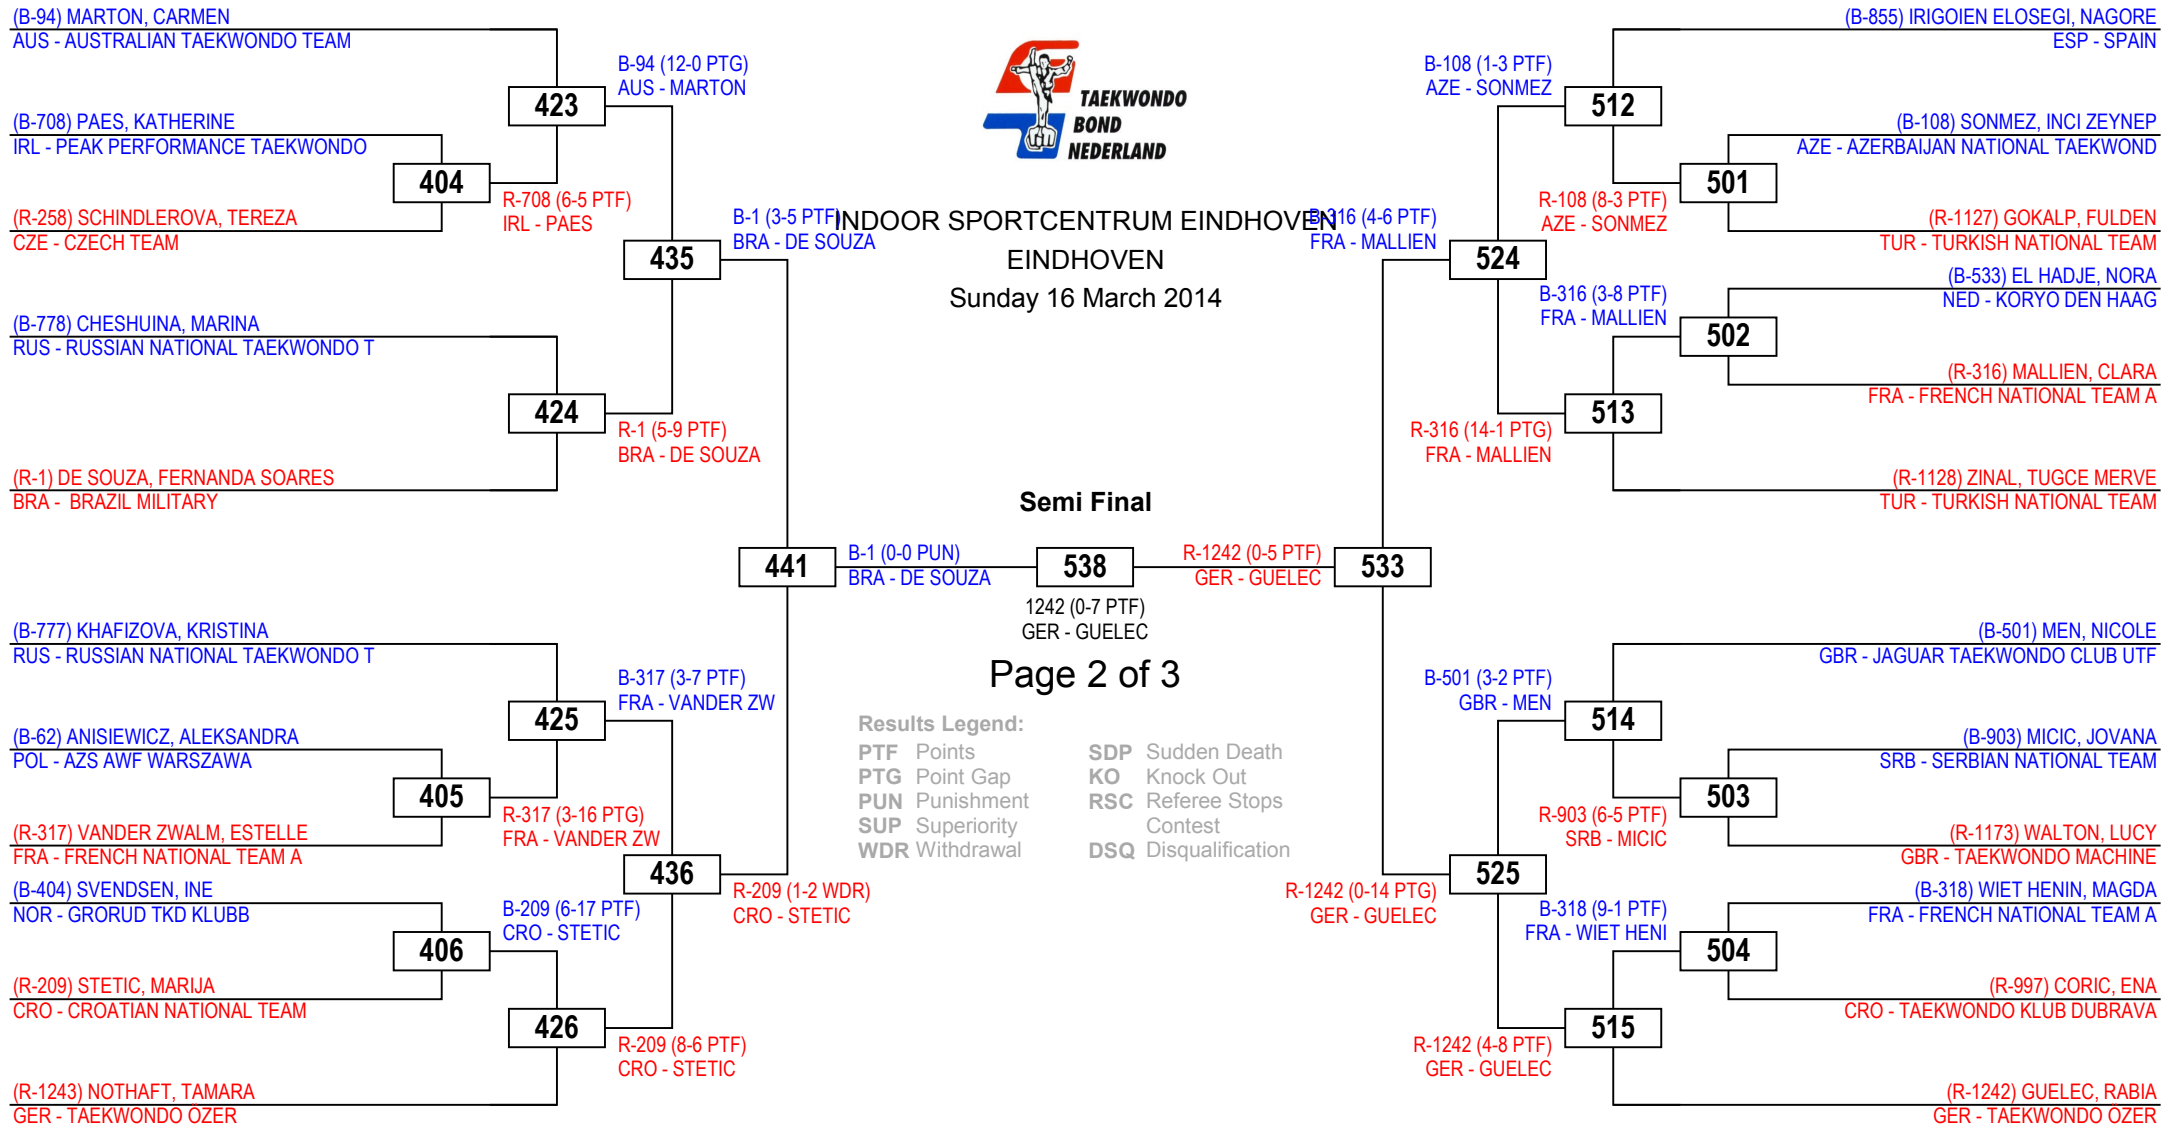 (B-94) MARTON, CARMEN
AUS - AUSTRALIAN TAEKWONDO TEAM
(B-708) PAES, KATHERINE
IRL - PEAK PERFORMANCE TAEKWONDO
(R-258) SCHINDLEROVA, TEREZA
CZE - CZECH TEAM
(B-778) CHESHUINA, MARINA
RUS - RUSSIAN NATIONAL TAEKWONDO T
(R-1) DE SOUZA, FERNANDA SOARES
BRA - BRAZIL MILITARY
(B-777) KHAFIZOVA, KRISTINA
RUS - RUSSIAN NATIONAL TAEKWONDO T
(B-62) ANISIEWICZ, ALEKSANDRA
POL - AZS AWF WARSZAWA
(R-317) VANDER ZWALM, ESTELLE
FRA - FRENCH NATIONAL TEAM A
(B-404) SVENDSEN, INE
NOR - GRORUD TKD KLUBB
(R-209) STETIC, MARIJA
CRO - CROATIAN NATIONAL TEAM
(R-1243) NOTHAFT, TAMARA
GER - TAEKWONDO ÖZER
404
R-708 (6-5 PTF)
IRL - PAES
405
R-317 (3-16 PTG)
FRA - VANDER ZW
406
B-209 (6-17 PTF)
CRO - STETIC
423
B-94 (12-0 PTG)
AUS - MARTON
424
R-1 (5-9 PTF)
BRA - DE SOUZA
425
B-317 (3-7 PTF)
FRA - VANDER ZW
426
R-209 (8-6 PTF)
CRO - STETIC
435
B-1 (3-5 PTF)
BRA - DE SOUZA
436
R-209 (1-2 WDR)
CRO - STETIC
441
B-1 (0-0 PUN)
BRA - DE SOUZA
TAEKWONDO
BOND
NEDERLAND
INDOOR SPORTCENTRUM EINDHOVEN
EINDHOVEN
Sunday 16 March 2014
Semi Final
538
1242 (0-7 PTF)
GER - GUELEC
Page 2 of 3
Results Legend:
PTF Points
PTG Point Gap
PUN Punishment
SUP Superiority
WDR Withdrawal
SDP Sudden Death
KO Knock Out
RSC Referee Stops
Contest
DSQ Disqualification
R-1242 (0-5 PTF)
GER - GUELEC
533
B-316 (4-6 PTF)
FRA - MALLIEN
524
R-1242 (0-14 PTG)
GER - GUELEC
525
B-108 (1-3 PTF)
AZE - SONMEZ
512
R-316 (14-1 PTG)
FRA - MALLIEN
513
B-501 (3-2 PTF)
GBR - MEN
514
R-1242 (4-8 PTF)
GER - GUELEC
515
R-108 (8-3 PTF)
AZE - SONMEZ
501
B-316 (3-8 PTF)
FRA - MALLIEN
502
R-903 (6-5 PTF)
SRB - MICIC
503
B-318 (9-1 PTF)
FRA - WIET HENI
504
(B-855) IRIGOIEN ELOSEGI, NAGORE
ESP - SPAIN
(B-108) SONMEZ, INCI ZEYNEP
AZE - AZERBAIJAN NATIONAL TAEKWOND
(R-1127) GOKALP, FULDEN
TUR - TURKISH NATIONAL TEAM
(B-533) EL HADJE, NORA
NED - KORYO DEN HAAG
(R-316) MALLIEN, CLARA
FRA - FRENCH NATIONAL TEAM A
(R-1128) ZINAL, TUGCE MERVE
TUR - TURKISH NATIONAL TEAM
(B-501) MEN, NICOLE
GBR - JAGUAR TAEKWONDO CLUB UTF
(B-903) MICIC, JOVANA
SRB - SERBIAN NATIONAL TEAM
(R-1173) WALTON, LUCY
GBR - TAEKWONDO MACHINE
(B-318) WIET HENIN, MAGDA
FRA - FRENCH NATIONAL TEAM A
(R-997) CORIC, ENA
CRO - TAEKWONDO KLUB DUBRAVA
(R-1242) GUELEC, RABIA
GER - TAEKWONDO ÖZER